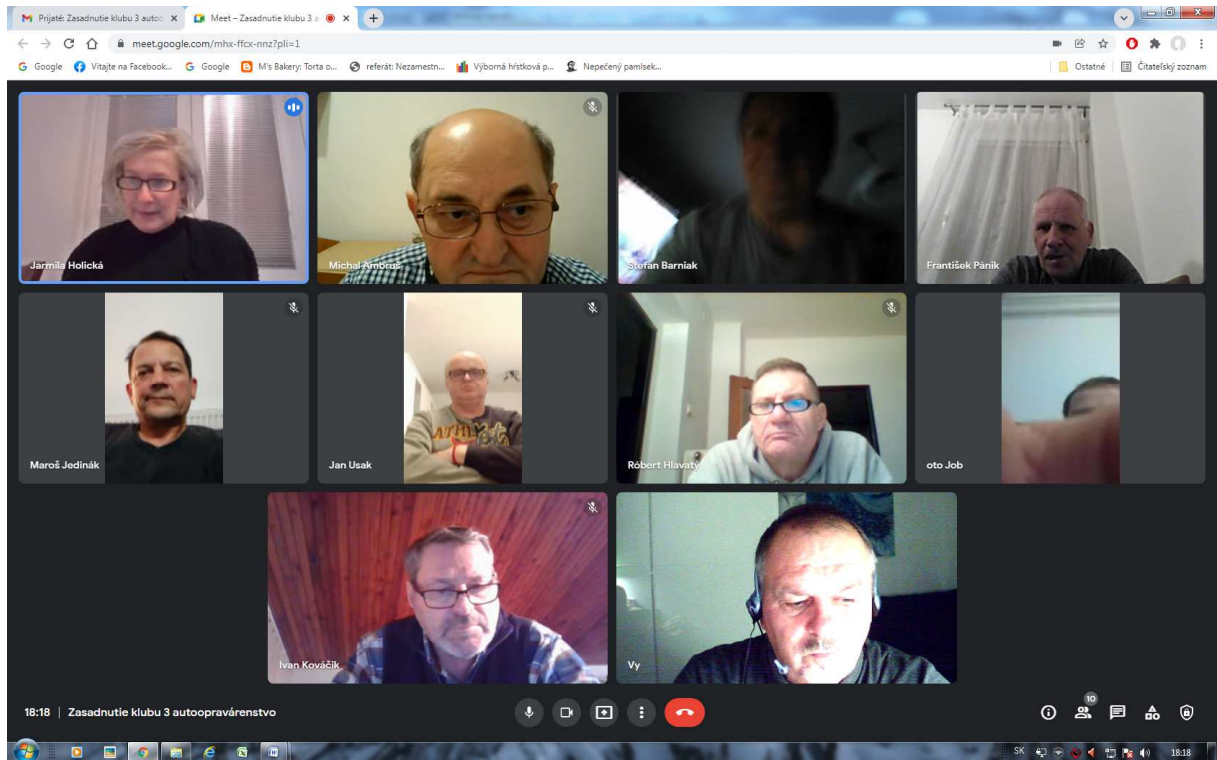 Prijaté: Zasadnutie klubu 3 autoo
Meet – Zasadnutie klubu 3 a
meet.google.com/mhx-ffcx-nnz?pli=1
Google
Vitajte na Facebook...
Google
M's Bakery: Torta o...
referát: Nezamestn...
Výborná hŕstková p...
Nepečený pamlsek...
Ostatné
Čitateľský zoznam
Jarmila Holická
Michal Ambruš
Štefan Barniak
František Pánik
Maroš Jedinák
Jan Usak
Róbert Hlavatý
oto Job
Ivan Kováčik
Vy
18:18 | Zasadnutie klubu 3 autoopravárenstvo
10
SK
18:18